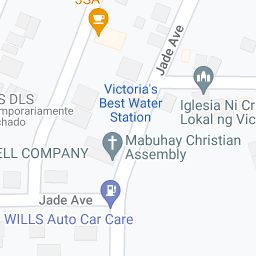 JSA
Jade Ave
Victoria's
Best Water
Station
Iglesia Ni Cr
Lokal ng Vic
S DLS
emporariamente
chado
Mabuhay Christian
Assembly
ELL COMPANY
Jade Ave
WILLS Auto Car Care